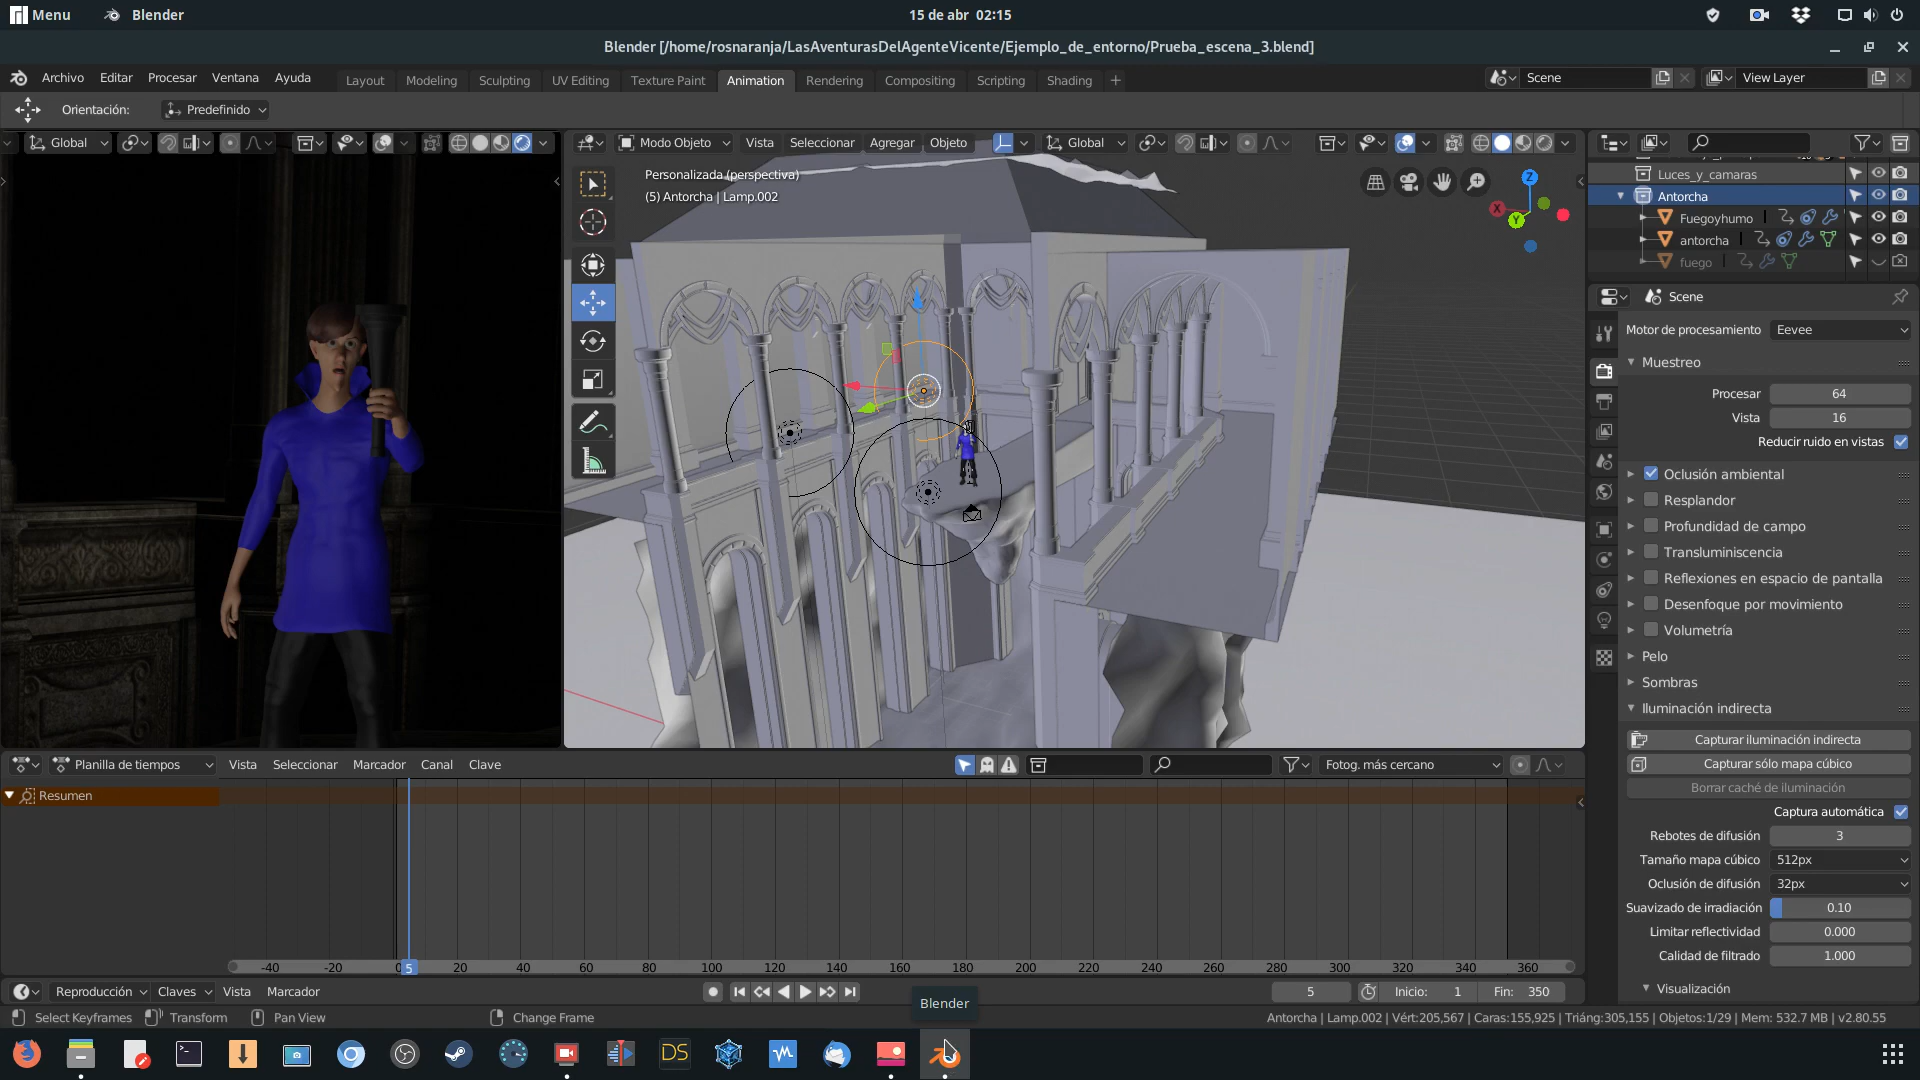 Menu Blender 15 de abr 02:15
Blender [/home/rosnaranja/LasAventurasDelAgenteVicente/Ejemplo_de_entorno/Prueba_escena_3.blend]
Archivo Editar Procesar Ventana Ayuda Layout Modeling Sculpting UV Editing Texture Paint Animation Rendering Compositing Scripting Shading + Scene View Layer
Orientación: Predefinido
Global Modo Objeto Vista Seleccionar Agregar Objeto Global
Personalizada (perspectiva)
(5) Antorcha | Lamp.002
Z
X
Y
Luces_y_camaras
Antorcha
Fuegoyhumo
antorcha
fuego
Scene
Motor de procesamiento Eevee
Muestreo
Procesar 64
Vista 16
Reducir ruido en vistas
Oclusión ambiental
Resplandor
Profundidad de campo
Transluminiscencia
Reflexiones en espacio de pantalla
Desenfoque por movimiento
Volumetría
Pelo
Sombras
Iluminación indirecta
Capturar iluminación indirecta
Capturar sólo mapa cúbico
Borrar caché de iluminación
Captura automática
Rebotes de difusión 3
Tamaño mapa cúbico 512px
Oclusión de difusión 32px
Suavizado de irradiación 0.10
Limitar reflectividad 0.000
Calidad de filtrado 1.000
Visualización
Planilla de tiempos Vista Seleccionar Marcador Canal Clave Fotog. más cercano
Resumen
-40 -20 0 5 20 40 60 80 100 120 140 160 180 200 220 240 260 280 300 320 340 360
Reproducción Claves Vista Marcador 5 Inicio: 1 Fin: 350
Blender
Select Keyframes Transform Pan View Change Frame Antorcha | Lamp.002 | Vért:205,567 | Caras:155,925 | Triáng:305,155 | Objetos:1/29 | Mem: 532.7 MB | v2.80.55
DS